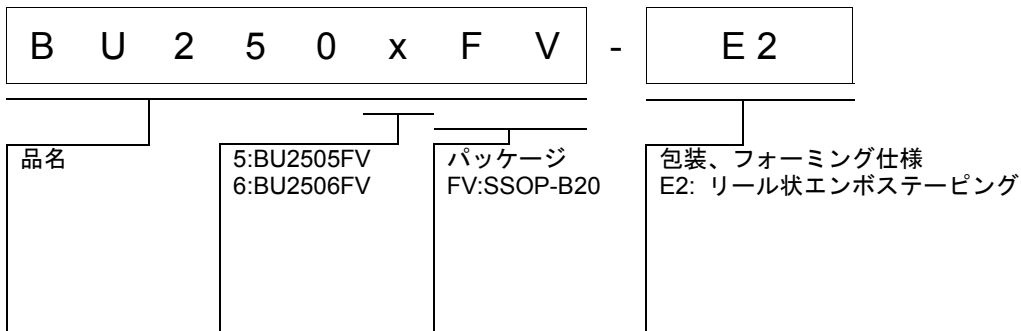 B U 2 5 0 x F V - E 2
品名
5:BU2505FV
6:BU2506FV
パッケージ
FV:SSOP-B20
包装、フォーミング仕様
E2: リール状エンボステーピング